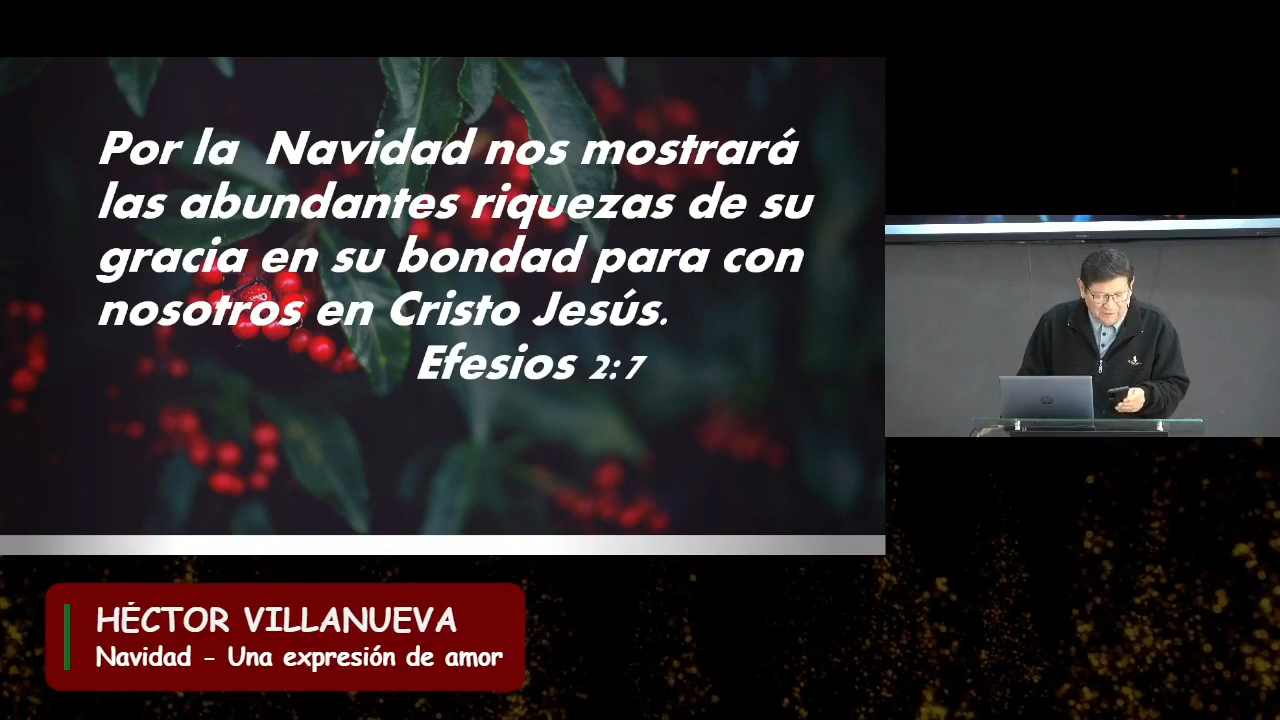 Por la Navidad nos mostrará
las abundantes riquezas de su
gracia en su bondad para con
nosotros en Cristo Jesús.
Efesios 2:7
HÉCTOR VILLANUEVA
Navidad - Una expresión de amor